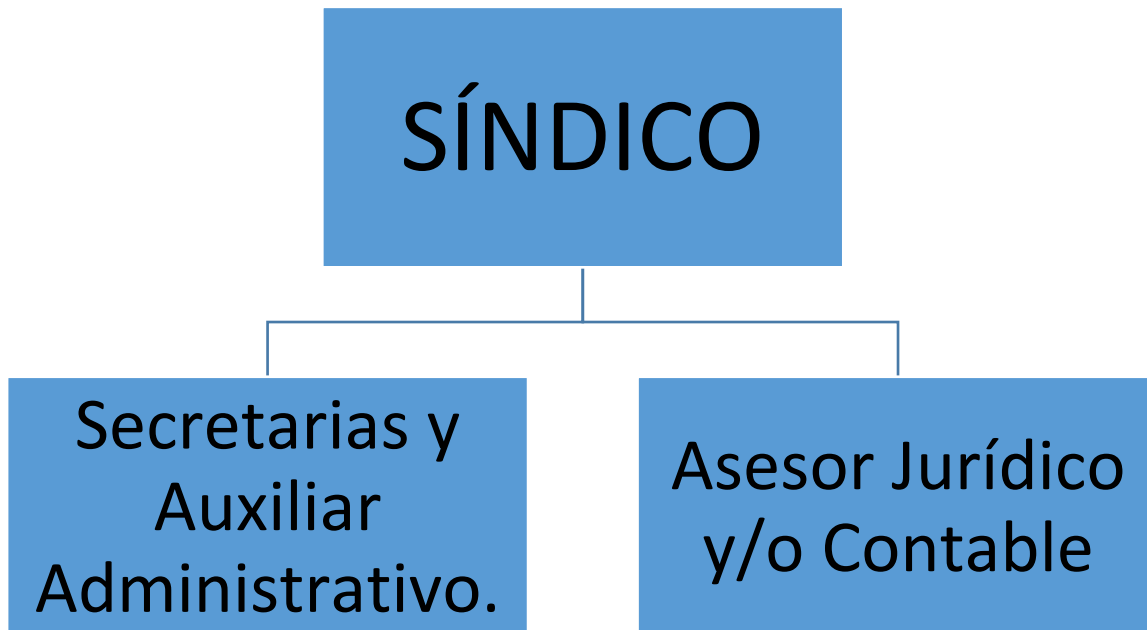 SÍNDICO
Secretarias y
Auxiliar
Administrativo.
Asesor Jurídico
y/o Contable